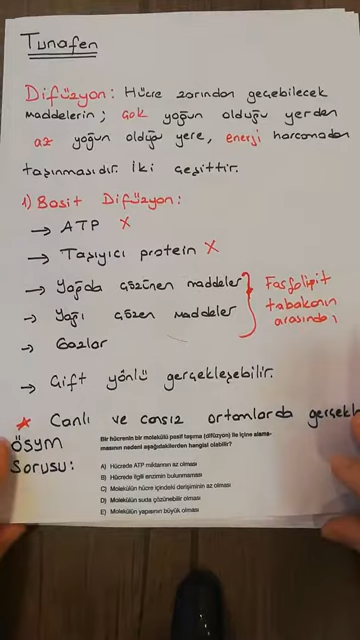 Tunafen
Difüzyon: Hücre zarından geçebilecek
maddelerin; çok yoğun olduğu yerden
az yoğun olduğu yere, enerji harcamadan
taşınmasıdır. İki çeşittir.
1) Basit Difüzyon:
→ ATP X
→ Taşıyıcı protein X
→ Yağda çözünen maddeler
→ Yağı çözen maddeler
→ Gazlar
Fosfolipit
tabakanın
arasından
→ Çift yönlü gerçekleşebilir.
* Canlı ve cansız ortamlarda
ÖSYM
Sorusu:
Bir hücrenin bir molekülü pasif taşıma (difüzyon) ile içine alama-
masının nedeni aşağıdakilerden hangisi olabilir?
A) Hücrede ATP miktarının az olması
B) Hücrede ilgili enzimin bulunmaması
C) Molekülün hücre içindeki derişiminin az olması
D) Molekülün suda çözünebilir olması
E) Molekülün yapısının büyük olması